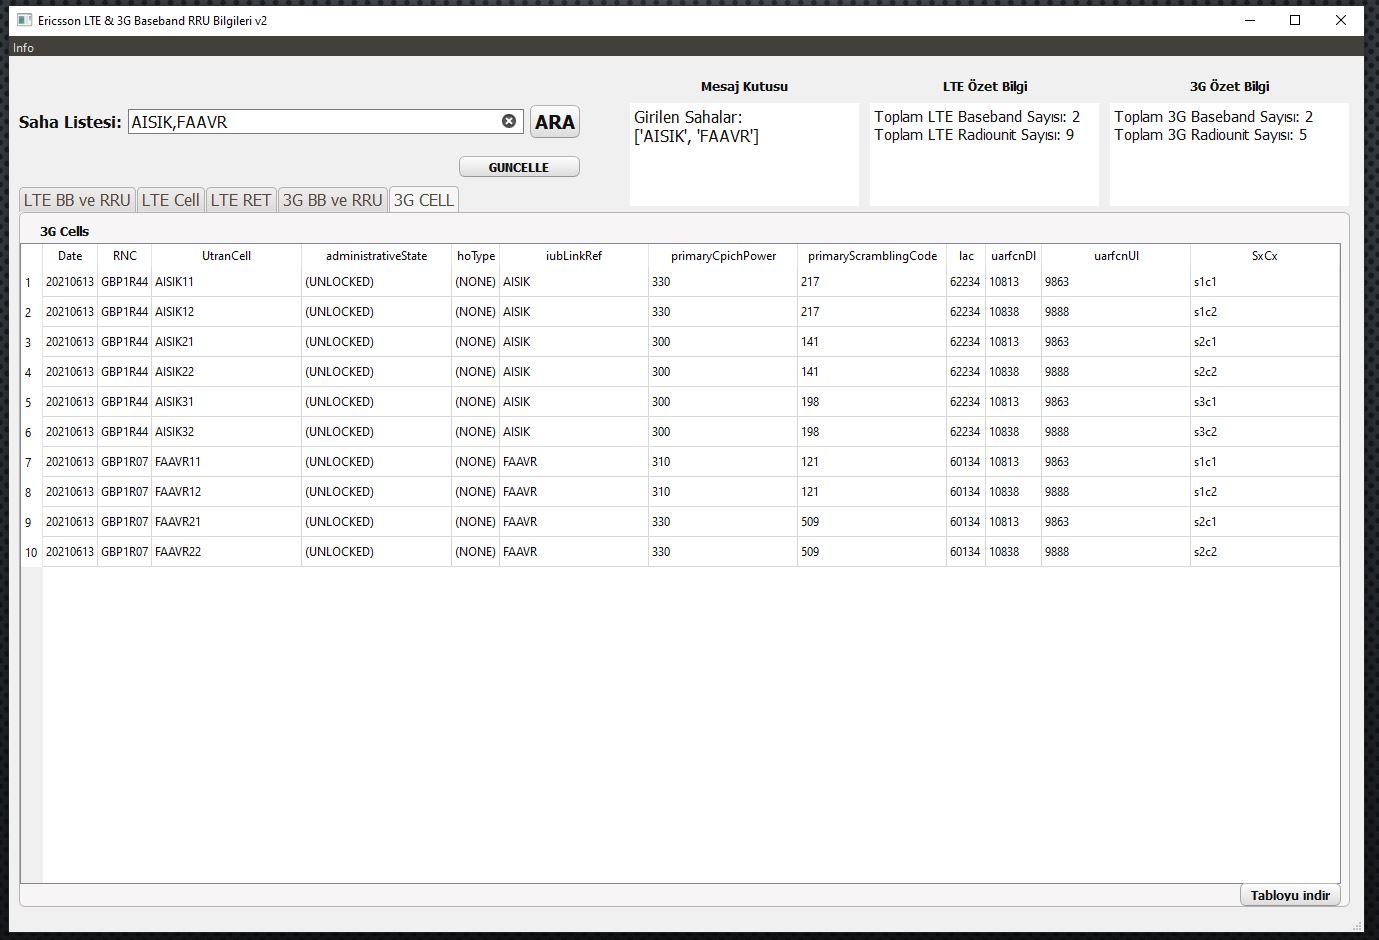 Ericsson LTE & 3G Baseband RRU Bilgileri v2
Info
Mesaj Kutusu LTE Özet Bilgi 3G Özet Bilgi
Saha Listesi: AISIK,FAAVR ARA
GUNCELLE
Girilen Sahalar:
['AISIK', 'FAAVR']
Toplam LTE Baseband Sayısı: 2
Toplam LTE Radiounit Sayısı: 9
Toplam 3G Baseband Sayısı: 2
Toplam 3G Radiounit Sayısı: 5
LTE BB ve RRU LTE Cell LTE RET 3G BB ve RRU 3G CELL
3G Cells
Date RNC UtranCell administrativeState hoType iubLinkRef primaryCpichPower primaryScramblingCode lac uarfcnDl uarfcnUl SxCx
1 20210613 GBP1R44 AISIK11 (UNLOCKED) (NONE) AISIK 330 217 62234 10813 9863 s1c1
2 20210613 GBP1R44 AISIK12 (UNLOCKED) (NONE) AISIK 330 217 62234 10838 9888 s1c2
3 20210613 GBP1R44 AISIK21 (UNLOCKED) (NONE) AISIK 300 141 62234 10813 9863 s2c1
4 20210613 GBP1R44 AISIK22 (UNLOCKED) (NONE) AISIK 300 141 62234 10838 9888 s2c2
5 20210613 GBP1R44 AISIK31 (UNLOCKED) (NONE) AISIK 300 198 62234 10813 9863 s3c1
6 20210613 GBP1R44 AISIK32 (UNLOCKED) (NONE) AISIK 300 198 62234 10838 9888 s3c2
7 20210613 GBP1R07 FAAVR11 (UNLOCKED) (NONE) FAAVR 310 121 60134 10813 9863 s1c1
8 20210613 GBP1R07 FAAVR12 (UNLOCKED) (NONE) FAAVR 310 121 60134 10838 9888 s1c2
9 20210613 GBP1R07 FAAVR21 (UNLOCKED) (NONE) FAAVR 330 509 60134 10813 9863 s2c1
10 20210613 GBP1R07 FAAVR22 (UNLOCKED) (NONE) FAAVR 330 509 60134 10838 9888 s2c2
Tabloyu indir